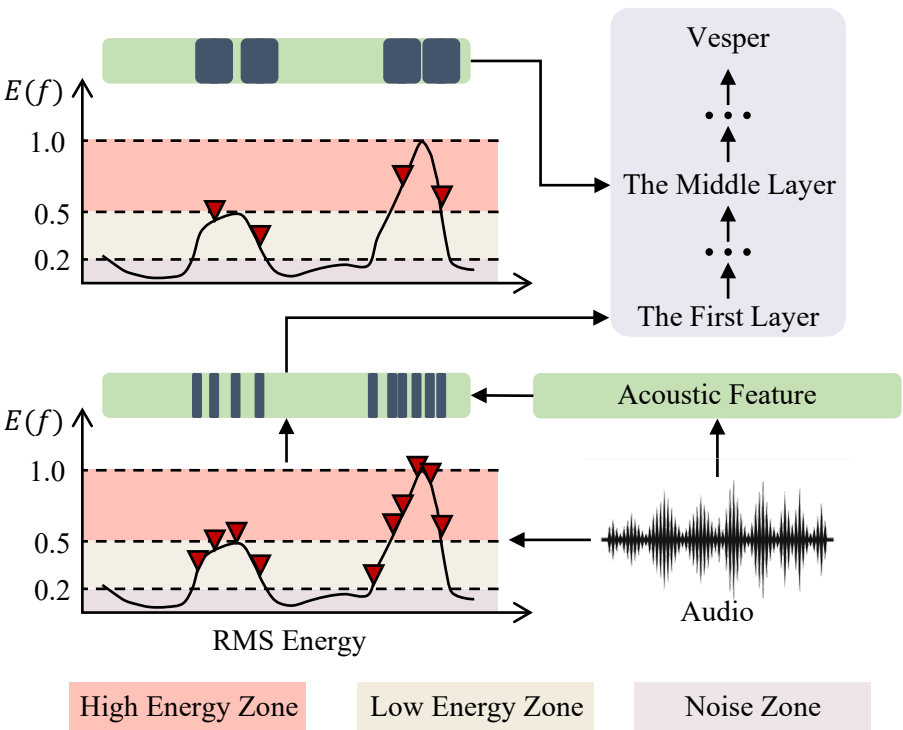 Vesper
E(f)
1.0
The Middle Layer
0.5
0.2
The First Layer
Acoustic Feature
E(f)
1.0
0.5
0.2
Audio
RMS Energy
High Energy Zone
Low Energy Zone
Noise Zone